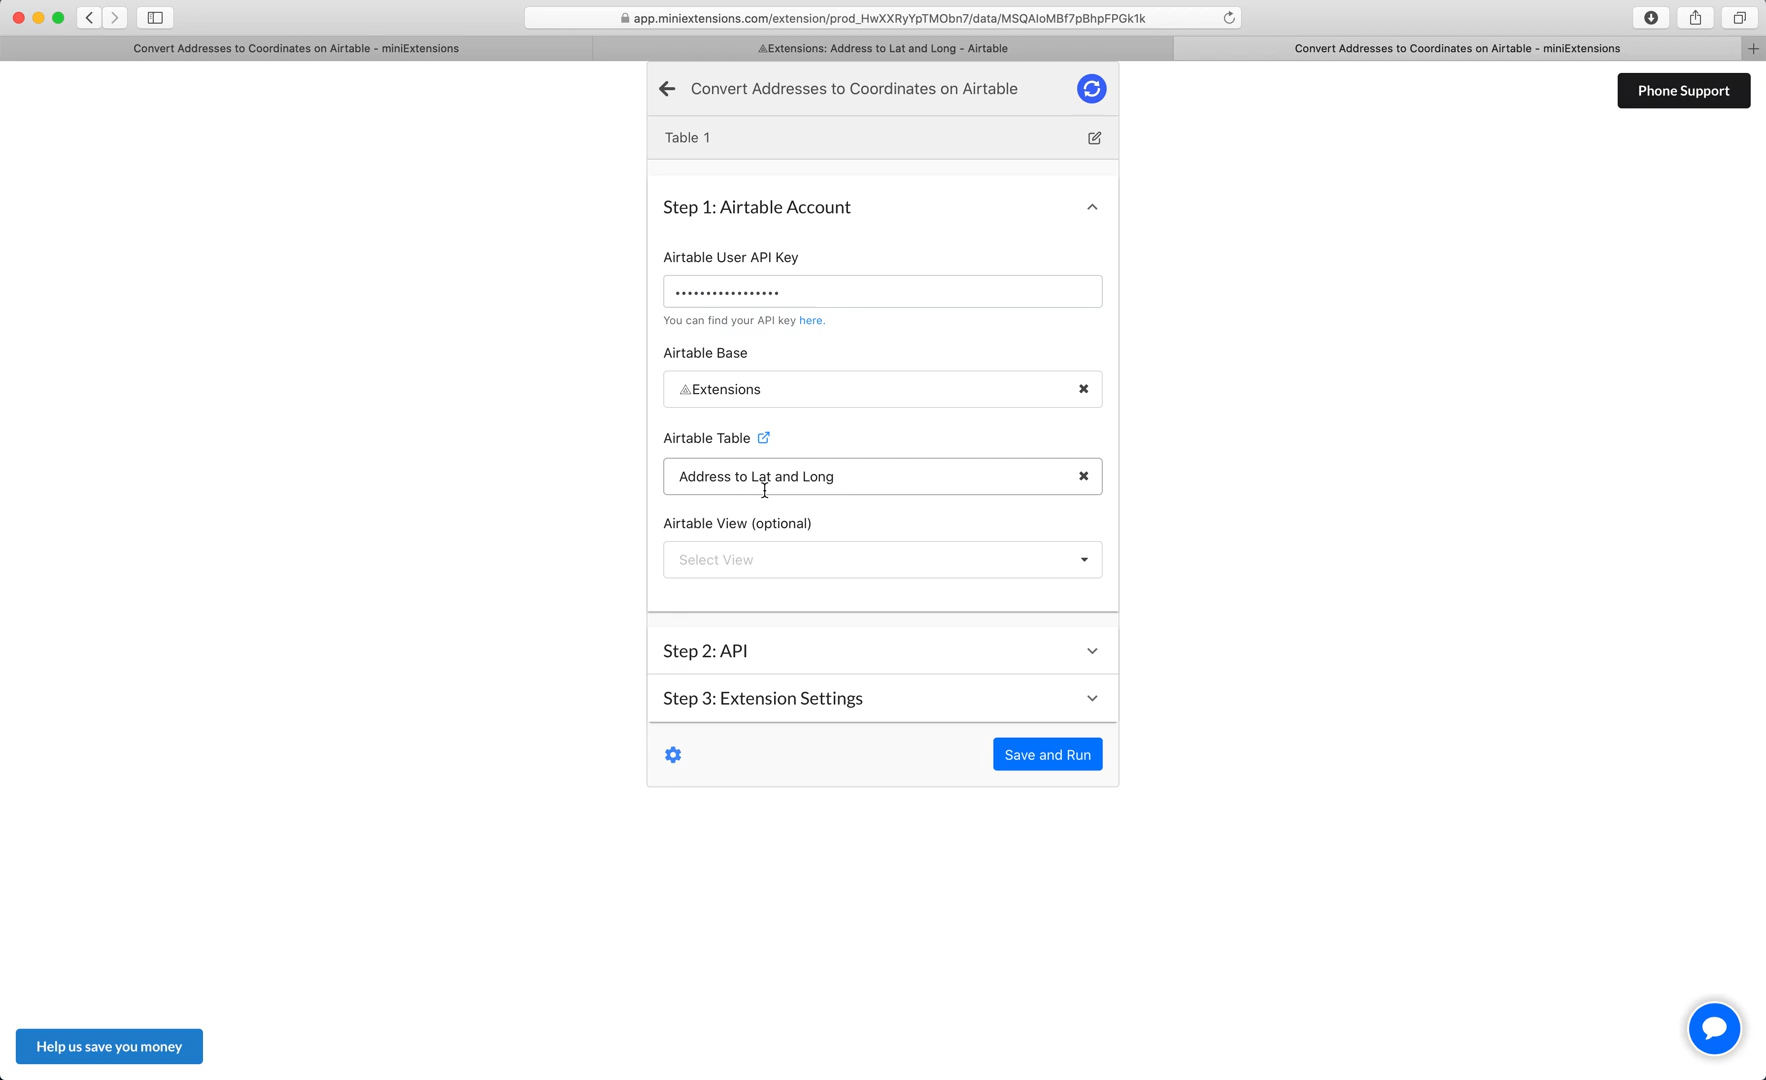 app.miniextensions.com/extension/prod_HwXXRyYpTMObn7/data/MSQAIoMBf7pBhpFPGk1k
Convert Addresses to Coordinates on Airtable - miniExtensions
Extensions: Address to Lat and Long - Airtable
Convert Addresses to Coordinates on Airtable - miniExtensions
Convert Addresses to Coordinates on Airtable
Phone Support
Table 1
Step 1: Airtable Account
Airtable User API Key
•••••••••••••••••
You can find your API key here.
Airtable Base
Extensions
Airtable Table
Address to Lat and Long
Airtable View (optional)
Select View
Step 2: API
Step 3: Extension Settings
Save and Run
Help us save you money